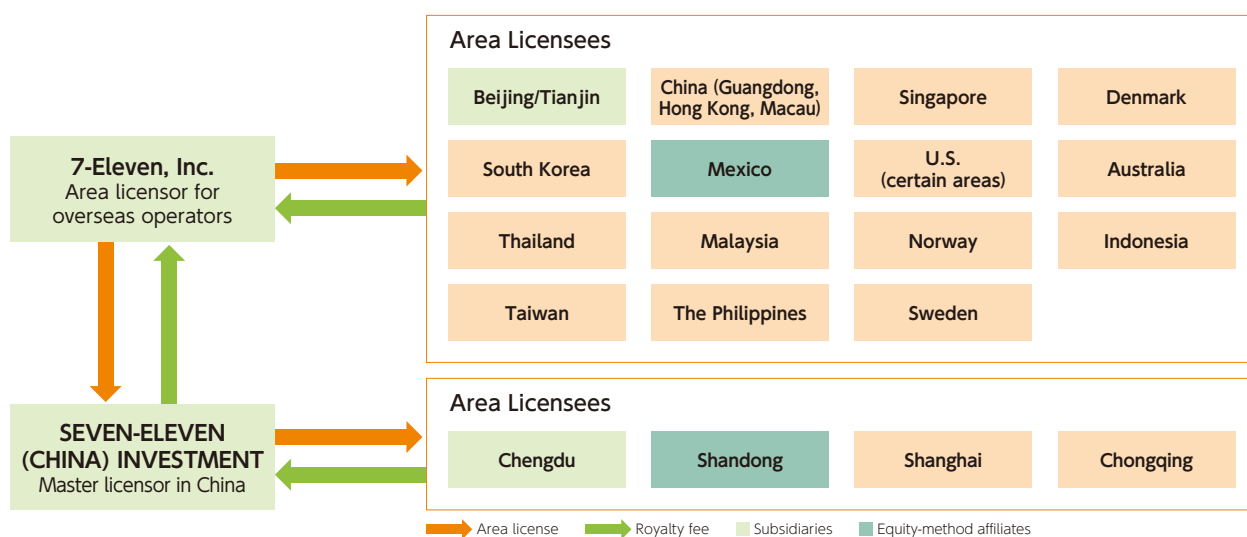 Area Licensees
Beijing/Tianjin
China (Guangdong,
Hong Kong, Macau)
Singapore
Denmark
7-Eleven, Inc.
Area licensor for
overseas operators
South Korea
Mexico
U.S.
(certain areas)
Australia
Thailand
Malaysia
Norway
Indonesia
Taiwan
The Philippines
Sweden
SEVEN-ELEVEN
(CHINA) INVESTMENT
Master licensor in China
Area Licensees
Chengdu
Shandong
Shanghai
Chongqing
Area license
Royalty fee
Subsidiaries
Equity-method affiliates